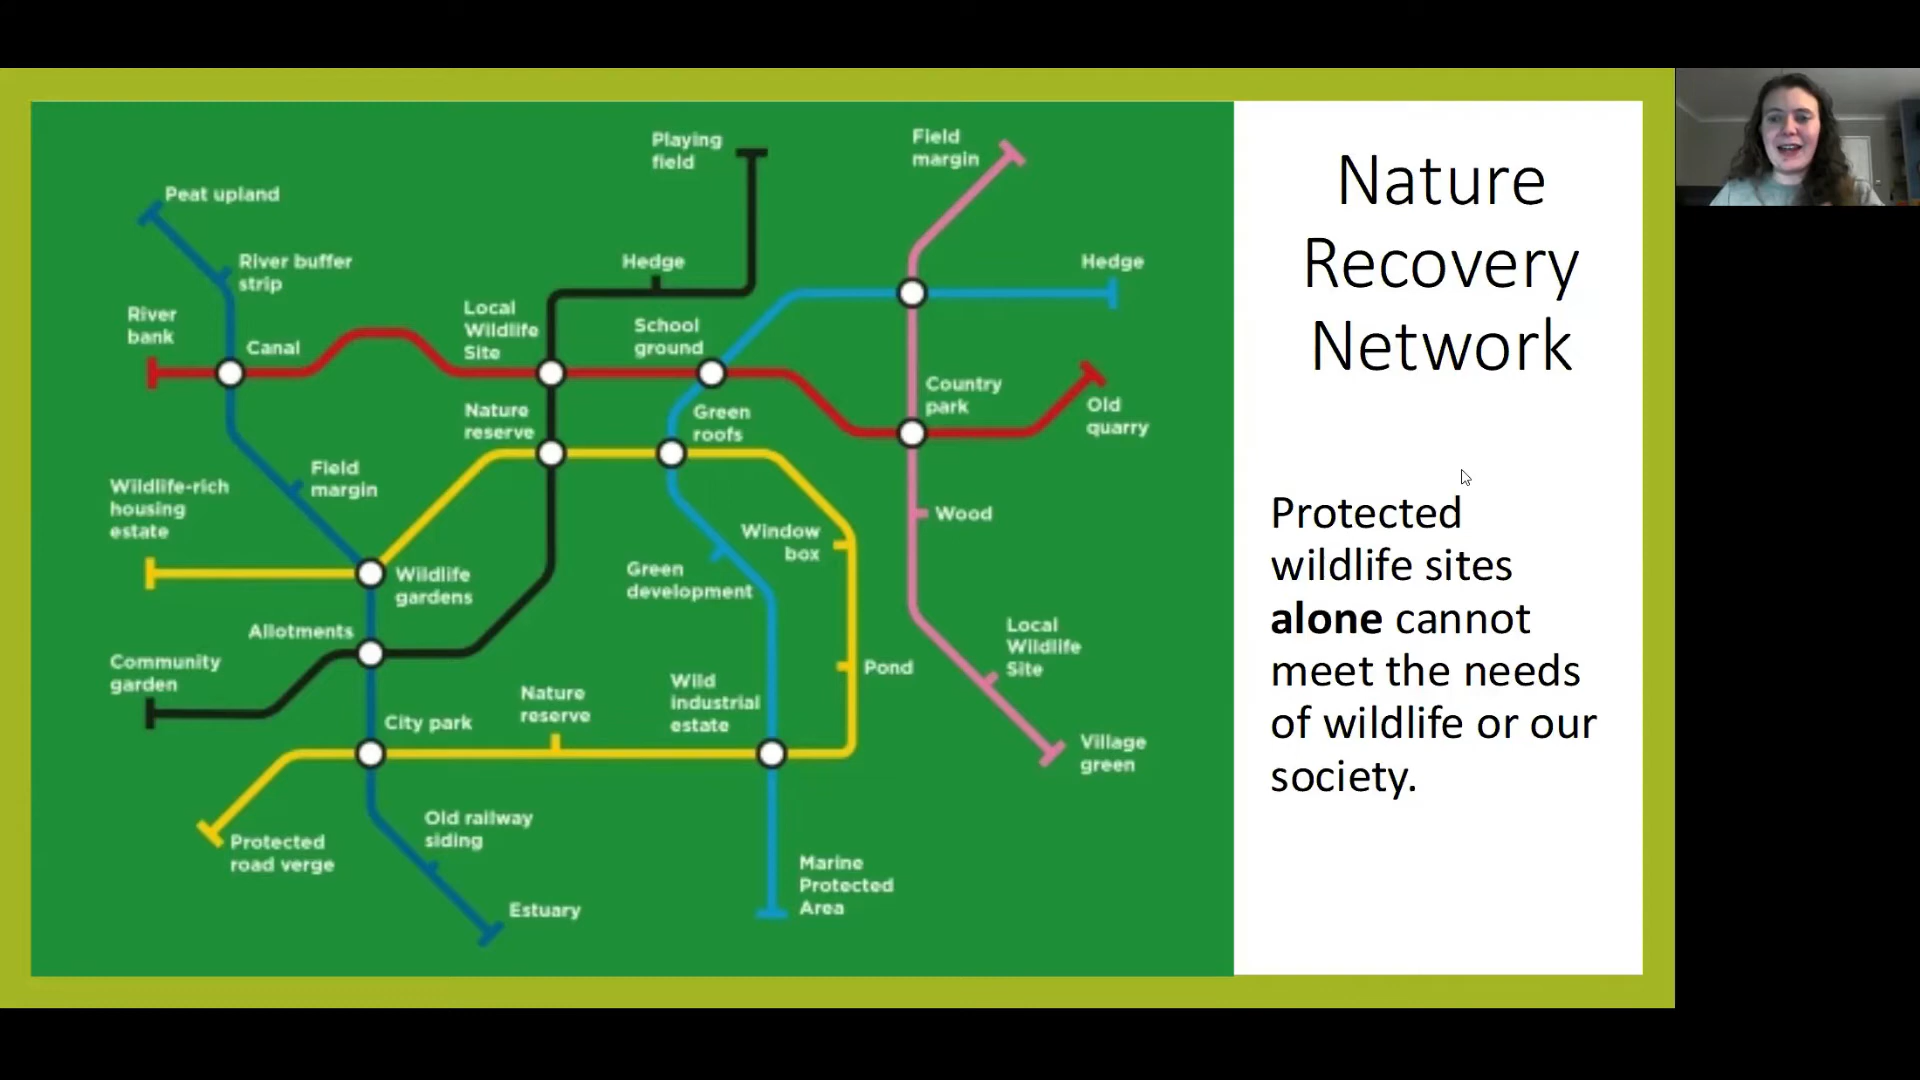 Playing
field
Field
margin
Peat upland
River buffer
strip
Hedge
Hedge
River
bank
Canal
Local
Wildlife
Site
School
ground
Country
park
Old
quarry
Nature
reserve
Green
roofs
Field
margin
Wildlife-rich
housing
estate
Window
box
Wood
Green
development
Wildlife
gardens
Allotments
Community
garden
Local
Wildlife
Site
Pond
Nature
reserve
Wild
industrial
estate
City park
Village
green
Old railway
siding
Protected
road verge
Marine
Protected
Area
Estuary
Nature
Recovery
Network
Protected
wildlife sites
alone cannot
meet the needs
of wildlife or our
society.